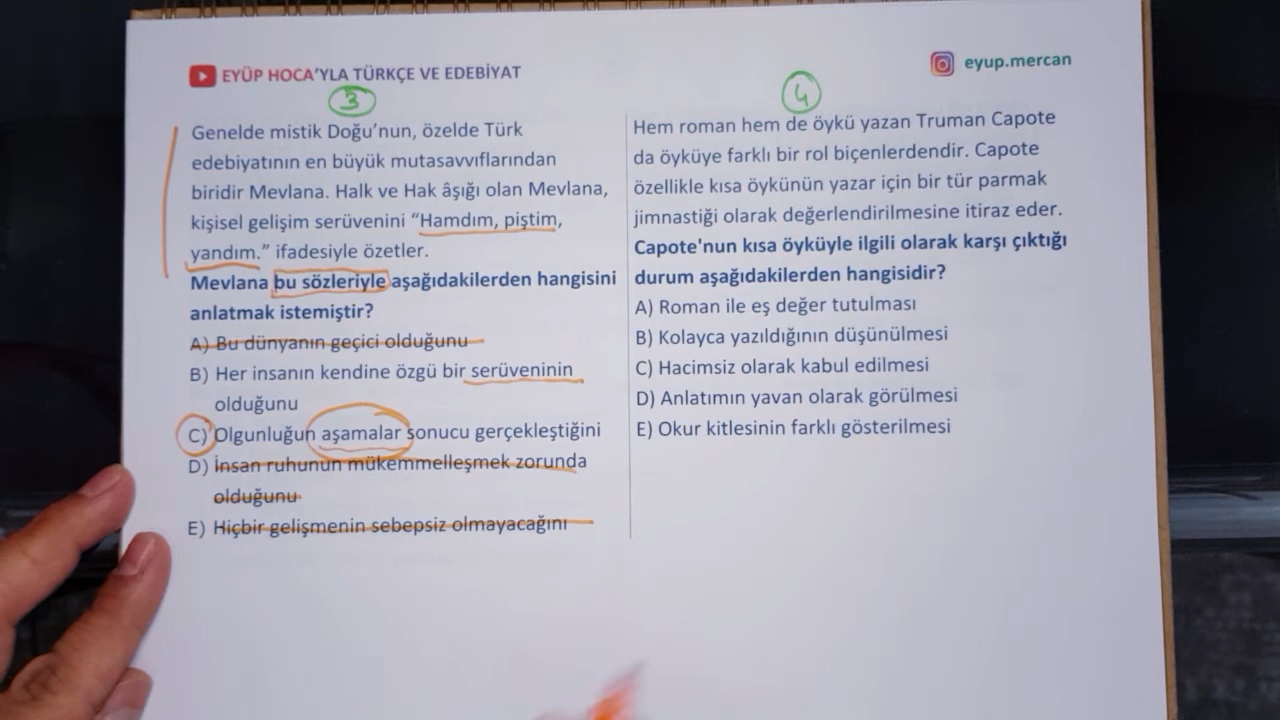 EYÜP HOCA'YLA TÜRKÇE VE EDEBİYAT
eyup.mercan
3
Genelde mistik Doğu'nun, özelde Türk
edebiyatının en büyük mutasavvıflarından
biridir Mevlana. Halk ve Hak âşığı olan Mevlana,
kişisel gelişim serüvenini “Hamdım, piştim,
yandım.” ifadesiyle özetler.
Mevlana bu sözleriyle aşağıdakilerden hangisini
anlatmak istemiştir?
A) Bu dünyanın geçici olduğunu
B) Her insanın kendine özgü bir serüveninin
olduğunu
C) Olgunluğun aşamalar sonucu gerçekleştiğini
D) İnsan ruhunun mükemmelleşmek zorunda
olduğunu
E) Hiçbir gelişmenin sebepsiz olmayacağını
4
Hem roman hem de öykü yazan Truman Capote
da öyküye farklı bir rol biçenlerdendir. Capote
özellikle kısa öykünün yazar için bir tür parmak
jimnastiği olarak değerlendirilmesine itiraz eder.
Capote'nun kısa öyküyle ilgili olarak karşı çıktığı
durum aşağıdakilerden hangisidir?
A) Roman ile eş değer tutulması
B) Kolayca yazıldığının düşünülmesi
C) Hacimsiz olarak kabul edilmesi
D) Anlatımın yavan olarak görülmesi
E) Okur kitlesinin farklı gösterilmesi